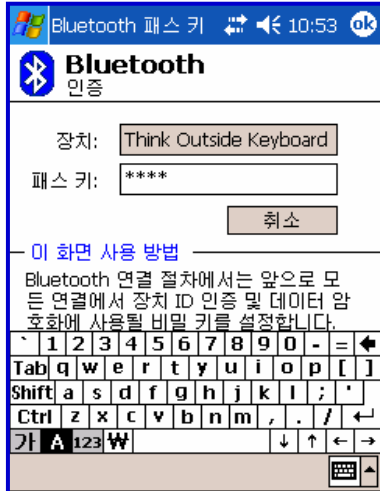 Bluetooth 패스 키 10:53 ok
Bluetooth
인증
장치: Think Outside Keyboard
패스 키: ****
취소
이 화면 사용 방법
Bluetooth 연결 절차에서는 앞으로 모
든 연결에서 장치 ID 인증 및 데이터 암
호화에 사용될 비밀 키를 설정합니다.
` 1 2 3 4 5 6 7 8 9 0 - =
Tab q w e r t y u i o p [ ]
Shift a s d f g h j k l ; '
Ctrl z x c v b n m , . /
가 A 123 ₩ ↓ ↑ ← →